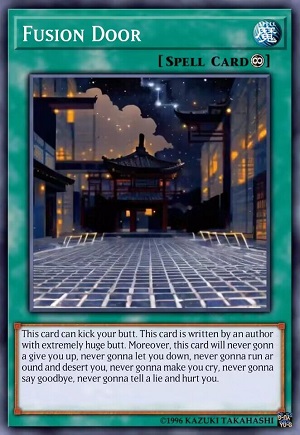 Fusion Door
[Spell Card]
This card can kick your butt. This card is written by an author
with extremely huge butt. Moreover, this card will never gonn
a give you up, never gonna let you down, never gonna run ar
ound and desert you, never gonna make you cry, never gonna
say goodbye, never gonna tell a lie and hurt you.
©1996 KAZUKI TAKAHASHI